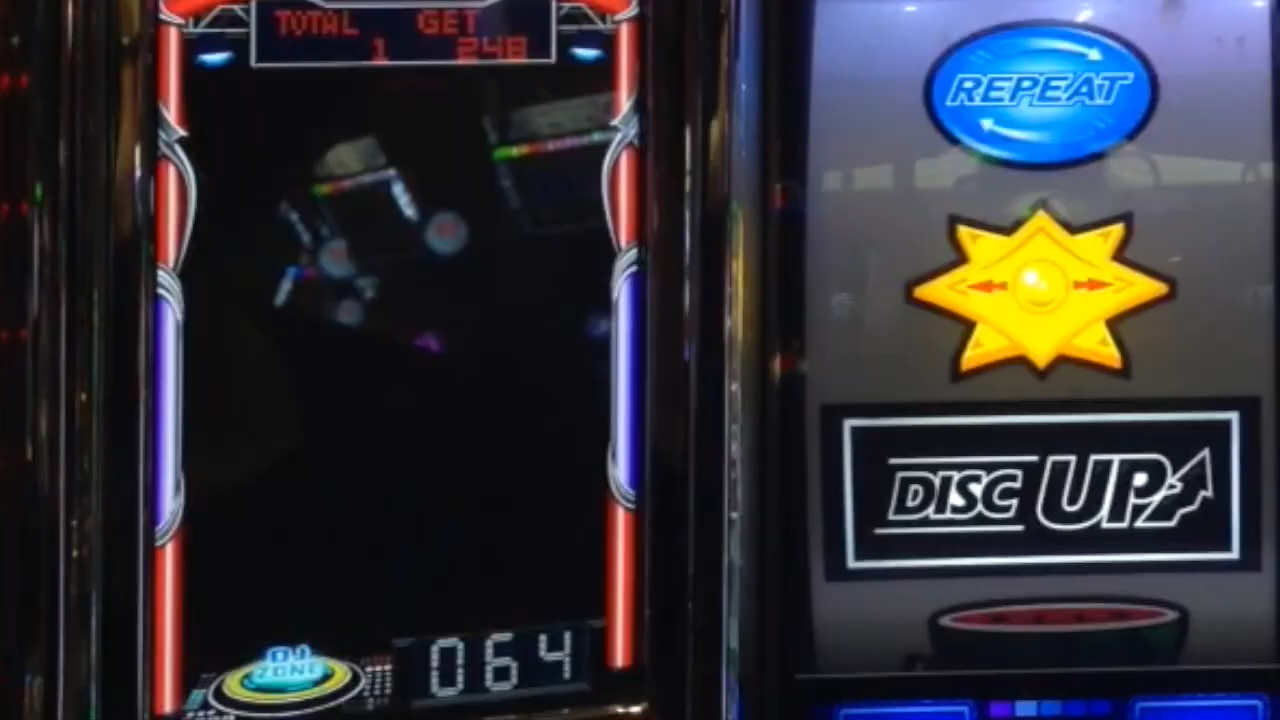 TOTAL GET
1 248
REPEAT
DISC UP
DJ
ZONE
064